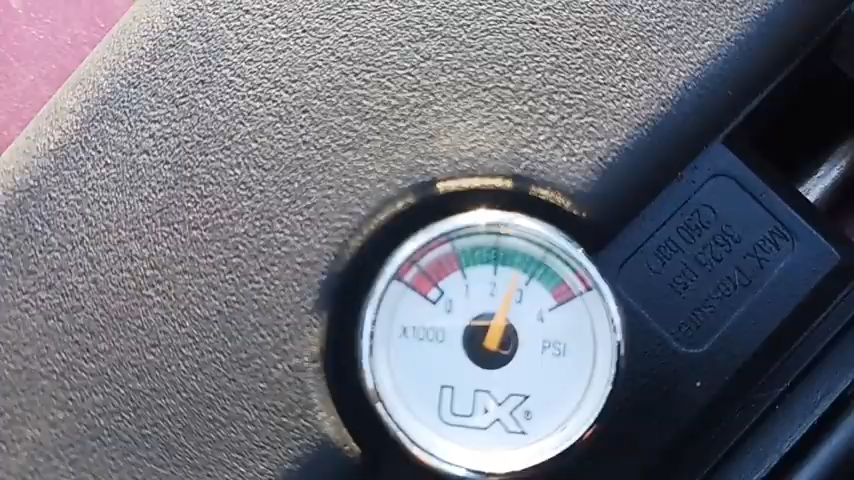 Max Pressure
3625 psi
(250 bar)
0 1 2 3 4
X1000
PSI
UX